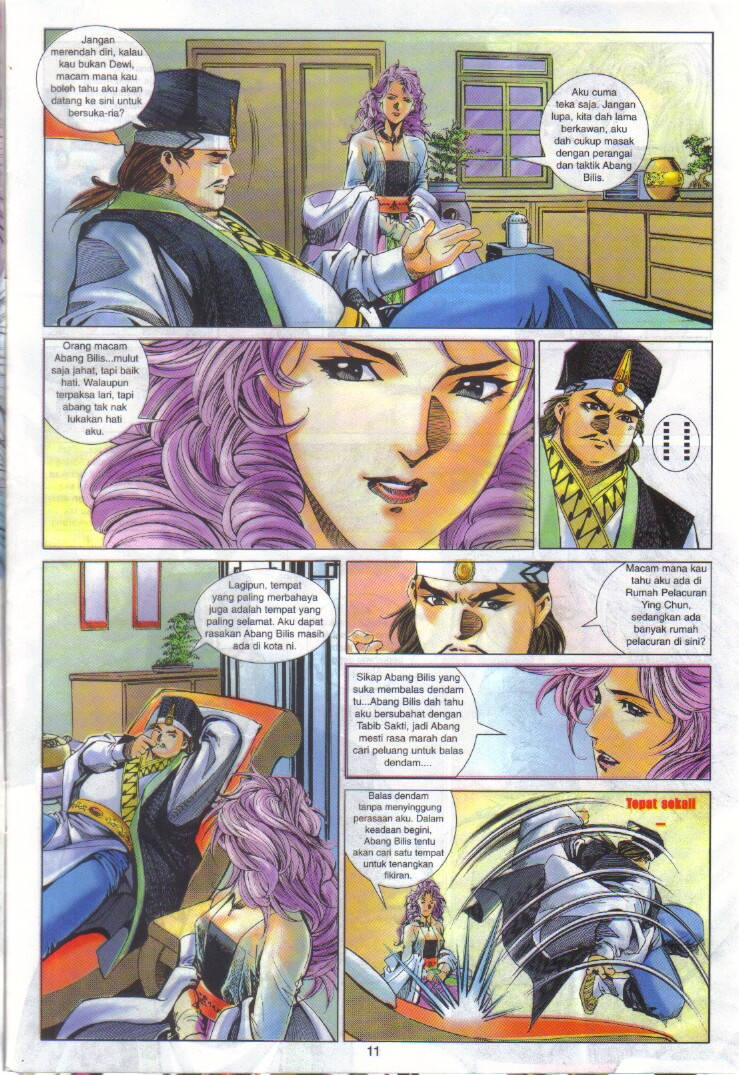 Jangan
merendah diri, kalau
kau bukan Dewi,
macam mana kau
boleh tahu aku akan
datang ke sini untuk
bersuka-ria?
Aku cuma
teka saja. Jangan
lupa, kita dah lama
berkawan, aku
dah cukup masak
dengan perangai
dan taktik Abang
Bilis.
Orang macam
Abang Bilis...mulut
saja jahat, tapi baik
hati. Walaupun
terpaksa lari, tapi
abang tak nak
lukakan hati
aku.
Lagipun, tempat
yang paling merbahaya
juga adalah tempat yang
paling selamat. Aku dapat
rasakan Abang Bilis masih
ada di kota ni.
Macam mana kau
tahu aku ada di
Rumah Pelacuran
Ying Chun,
sedangkan ada
banyak rumah
pelacuran di sini?
Sikap Abang Bilis yang
suka membalas dendam
tu...Abang Bilis dah tahu
aku bersubahat dengan
Tabib Sakti, jadi Abang
mesti rasa marah dan
cari peluang untuk balas
dendam....
Balas dendam
tanpa menyinggung
perasaan aku. Dalam
keadaan begini,
Abang Bilis tentu
akan cari satu tempat
untuk tenangkan
fikiran.
Tepat sekali
11